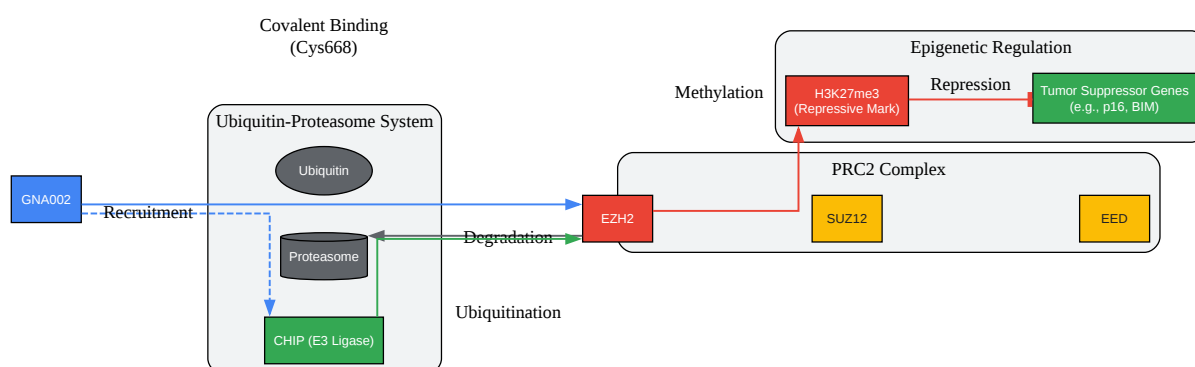 Covalent Binding
(Cys668)
Epigenetic Regulation
Methylation
H3K27me3
(Repressive Mark)
Repression
Tumor Suppressor Genes
(e.g., p16, BIM)
Ubiquitin-Proteasome System
Ubiquitin
PRC2 Complex
GNA002
Recruitment
EZH2
SUZ12
EED
Degradation
Proteasome
Ubiquitination
CHIP (E3 Ligase)